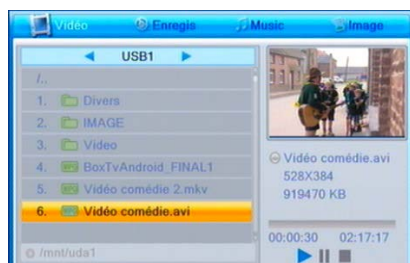 Vidéo Enregis Music Image
USB1
/..
1. Divers
2. IMAGE
3. Video
4. BoxTvAndroid_FINAL1
5. Vidéo comédie 2.mkv
6. Vidéo comédie.avi
/mnt/uda1
Vidéo comédie.avi
528X384
919470 KB
00:00:30 02:17:17